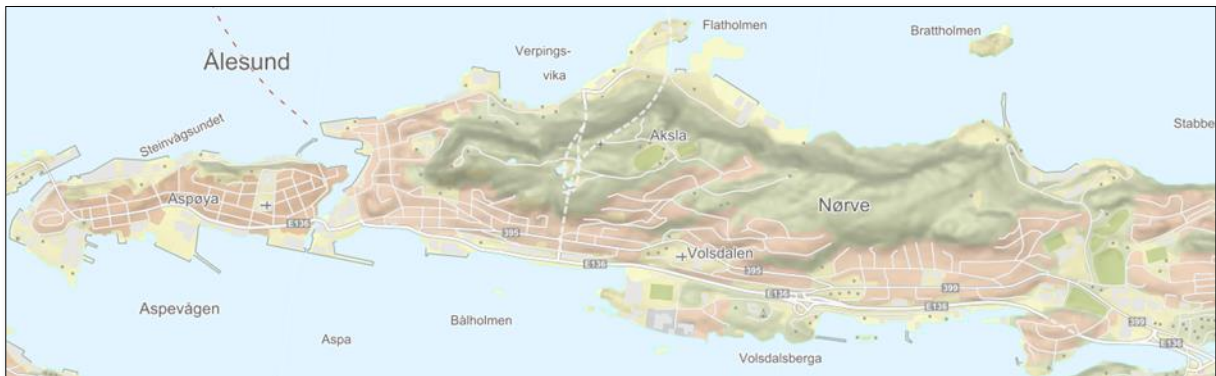 Flatholmen
Brattholmen
Ålesund
Verpings-
vika
Steinvågsundet
Aksla
Stabbe
Aspøya
Nørve
E136
395
Volsdalen
E136
395
E136
399
E136
Aspevågen
Bålholmen
399
Aspa
E136
Volsdalsberga